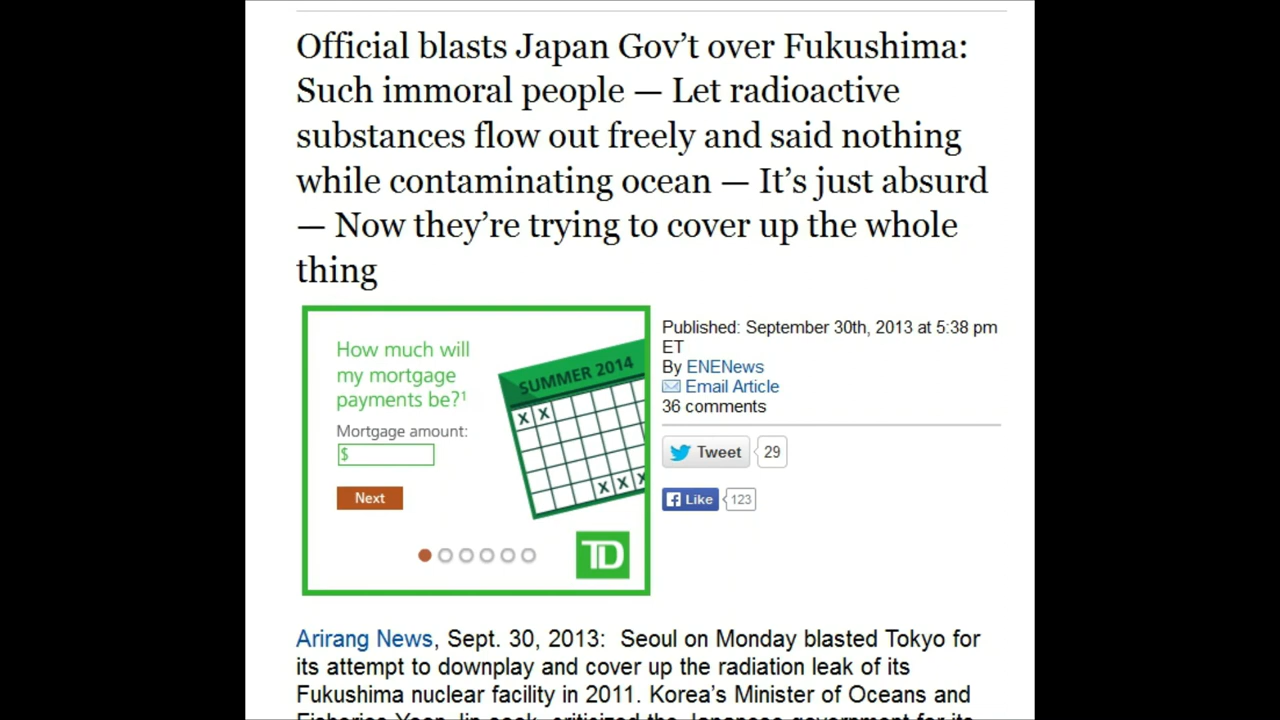 Official blasts Japan Gov’t over Fukushima:
Such immoral people — Let radioactive
substances flow out freely and said nothing
while contaminating ocean — It’s just absurd
— Now they’re trying to cover up the whole
thing
How much will
my mortgage
payments be?¹
Mortgage amount:
$
Next
SUMMER 2014
X X
X X X
TD
Published: September 30th, 2013 at 5:38 pm
ET
By ENENews
Email Article
36 comments
Tweet 29
Like 123
Arirang News, Sept. 30, 2013: Seoul on Monday blasted Tokyo for
its attempt to downplay and cover up the radiation leak of its
Fukushima nuclear facility in 2011. Korea’s Minister of Oceans and